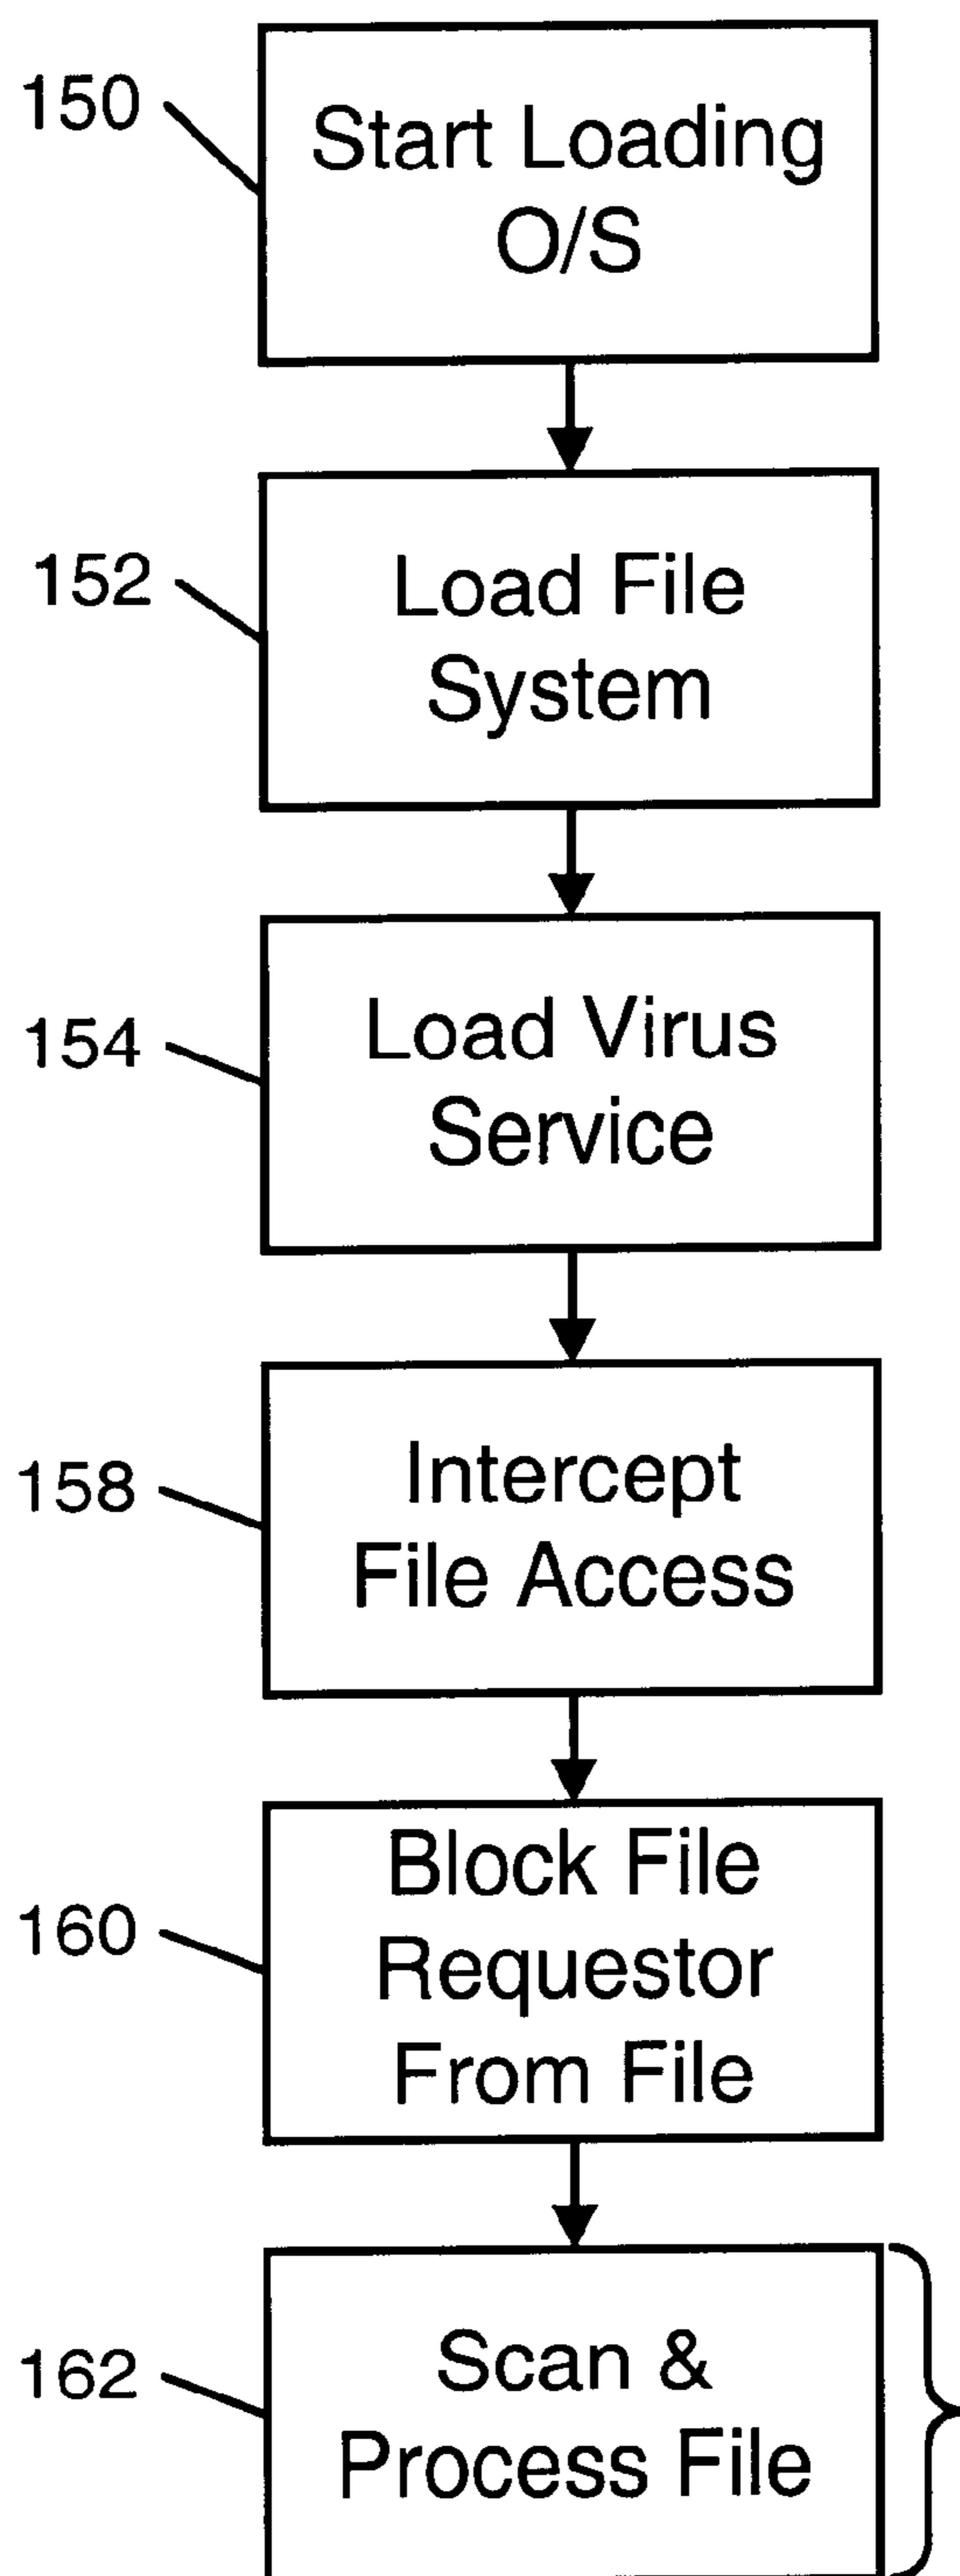 150
Start Loading
O/S
152
Load File
System
154
Load Virus
Service
158
Intercept
File Access
160
Block File
Requestor
From File
162
Scan &
Process File